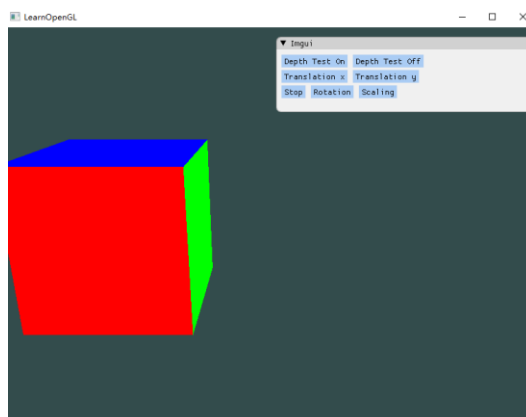 LearnOpenGL
Imgui
Depth Test On Depth Test Off
Translation x Translation y
Stop Rotation Scaling